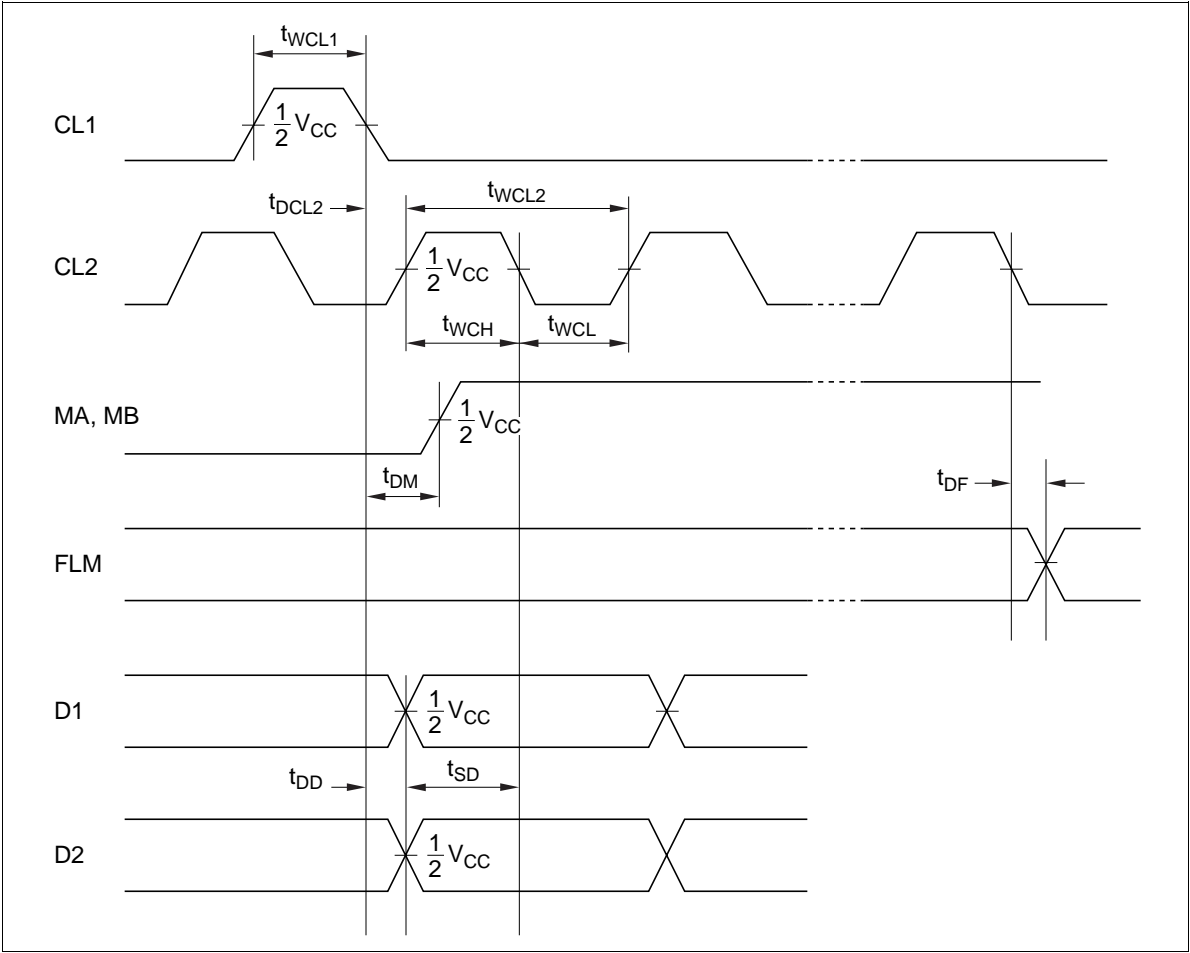 tWCL1
CL1
1/2 VCC
tDCL2
tWCL2
CL2
1/2 VCC
tWCH
tWCL
MA, MB
1/2 VCC
tDM
tDF
FLM
D1
1/2 VCC
tDD
tSD
D2
1/2 VCC